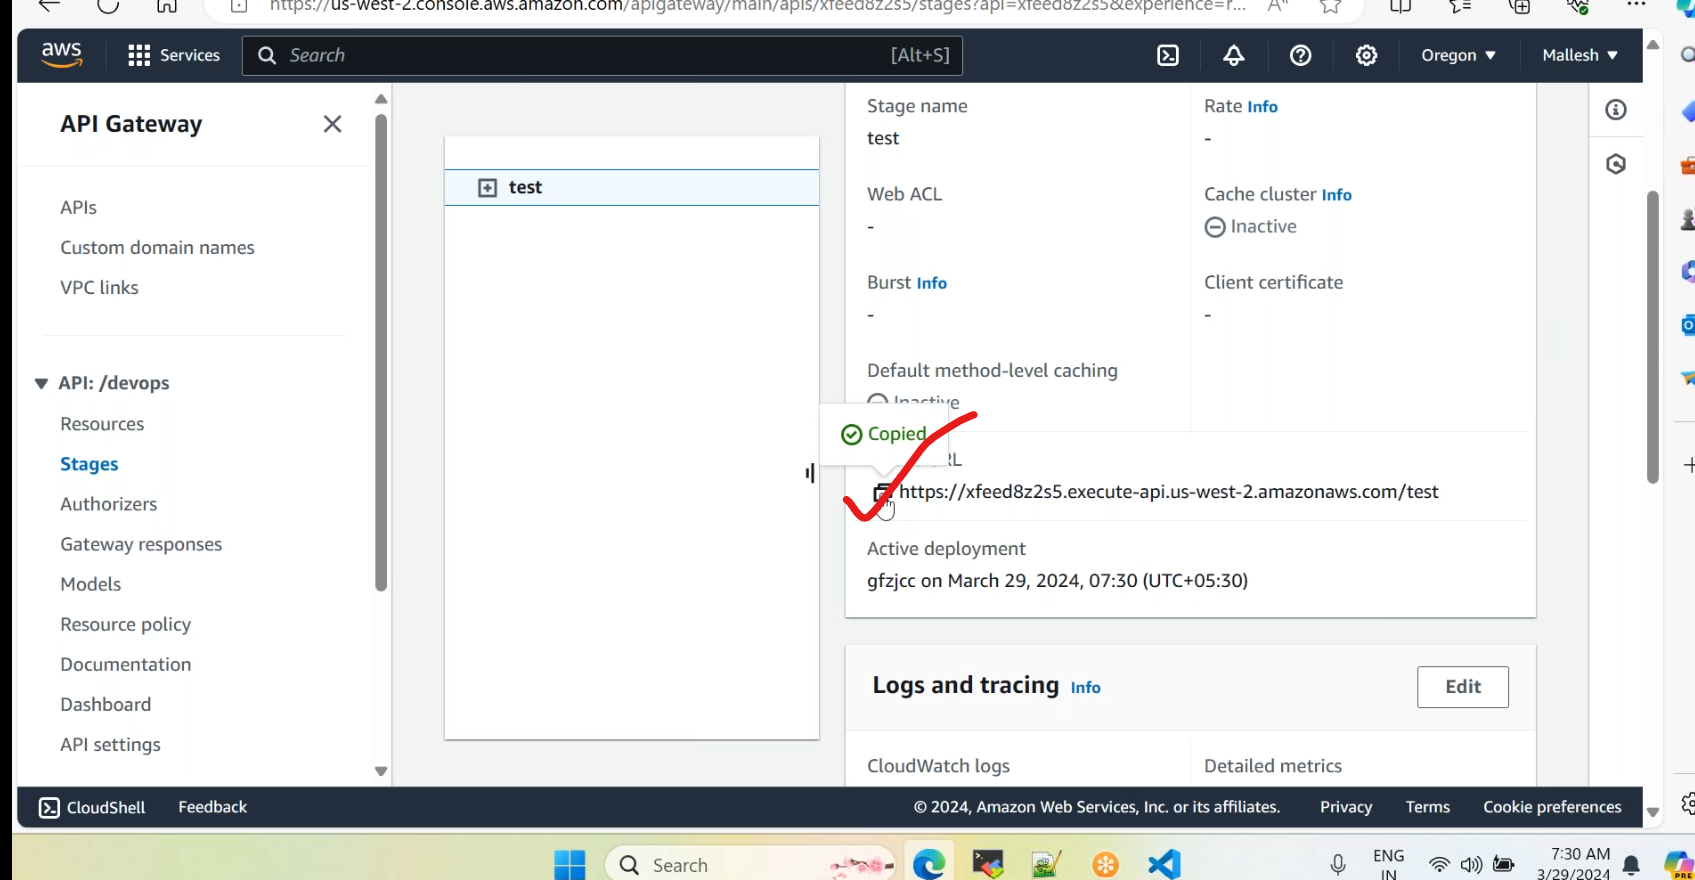 https://us-west-2.console.aws.amazon.com/apigateway/main/apis/xfeed8z2s5/stages?api=xfeed8z2s5&experience=r...
aws
Services
Search
[Alt+S]
Oregon
Mallesh
API Gateway
APIs
Custom domain names
VPC links
API: /devops
Resources
Stages
Authorizers
Gateway responses
Models
Resource policy
Documentation
Dashboard
API settings
test
Stage name
test
Rate Info
-
Web ACL
-
Cache cluster Info
Inactive
Burst Info
-
Client certificate
-
Default method-level caching
Inactive
Copied
https://xfeed8z2s5.execute-api.us-west-2.amazonaws.com/test
Active deployment
gfzjcc on March 29, 2024, 07:30 (UTC+05:30)
Logs and tracing Info
Edit
CloudWatch logs
Detailed metrics
CloudShell
Feedback
© 2024, Amazon Web Services, Inc. or its affiliates.
Privacy
Terms
Cookie preferences
Search
ENG
IN
7:30 AM
3/29/2024
PRE